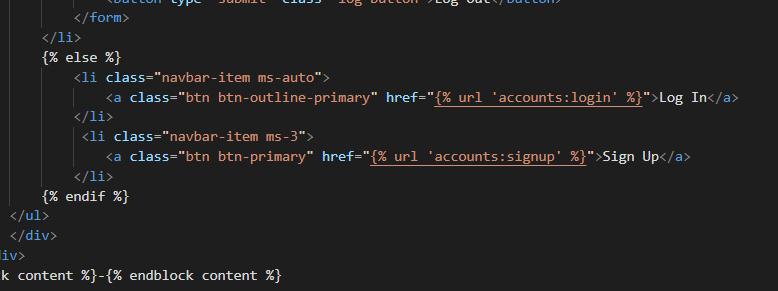 <button type="submit" class="log-button">Log Out</button>
</form>
</li>
{% else %}
<li class="navbar-item ms-auto">
<a class="btn btn-outline-primary" href="{% url 'accounts:login' %}">Log In</a>
</li>
<li class="navbar-item ms-3">
<a class="btn btn-primary" href="{% url 'accounts:signup' %}">Sign Up</a>
</li>
{% endif %}
</ul>
</div>
iv>
k content %}-{% endblock content %}